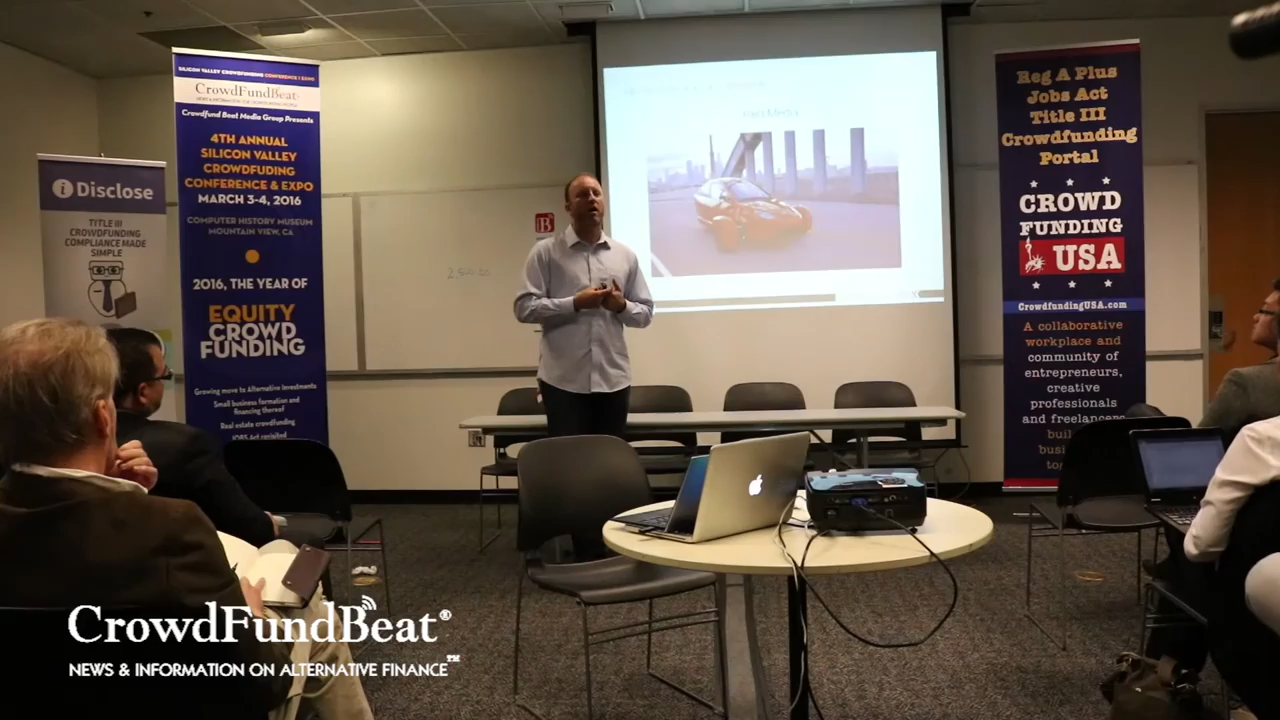 SILICON VALLEY CROWDFUNDING CONFERENCE & EXPO
CrowdFundBeat
Crowdfund Beat Media Group Presents
4TH ANNUAL
SILICON VALLEY
CROWDFUDING
CONFERENCE & EXPO
MARCH 3-4, 2016
COMPUTER HISTORY MUSEUM
MOUNTAIN VIEW, CA
2016, THE YEAR OF
EQUITY
CROWD
FUNDING
Growing move to Alternative Investments
Small business formation and
financing thereof
Real estate crowdfunding
JOBS Act revisited
iDisclose
TITLE III
CROWDFUNDING
COMPLIANCE MADE
SIMPLE
B
Reg A Plus
Jobs Act
Title III
Crowdfunding
Portal
CROWD
FUNDING
USA
CrowdfundingUSA.com
A collaborative
workplace and
community of
entrepreneurs,
creative
professionals
and freelancers
CrowdFundBeat®
NEWS & INFORMATION ON ALTERNATIVE FINANCE™